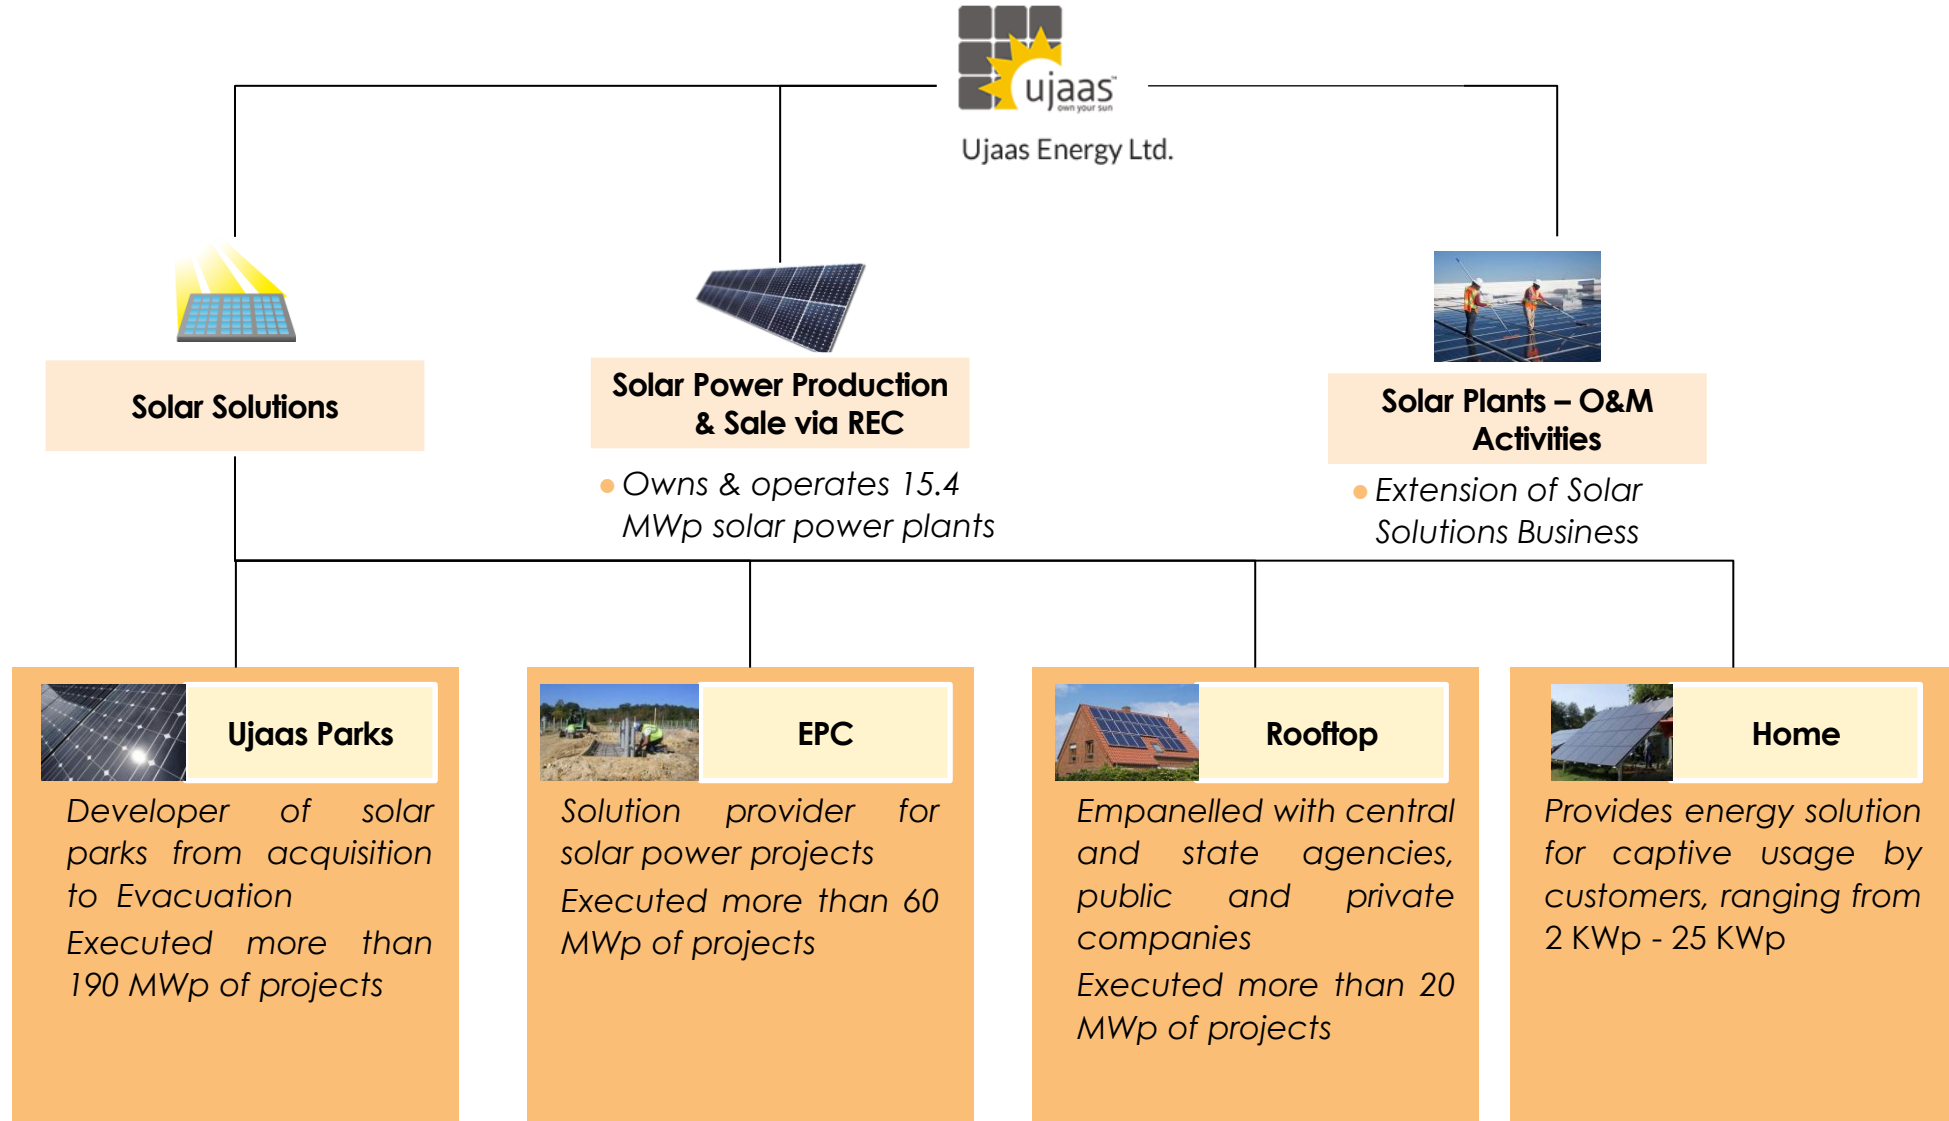 ujaas™
own your sun
Ujaas Energy Ltd.
Solar Solutions
Solar Power Production
& Sale via REC
• Owns & operates 15.4
MWp solar power plants
Solar Plants – O&M
Activities
• Extension of Solar
Solutions Business
Ujaas Parks
Developer of solar
parks from acquisition
to Evacuation
Executed more than
190 MWp of projects
EPC
Solution provider for
solar power projects
Executed more than 60
MWp of projects
Rooftop
Empanelled with central
and state agencies,
public and private
companies
Executed more than 20
MWp of projects
Home
Provides energy solution
for captive usage by
customers, ranging from
2 KWp - 25 KWp